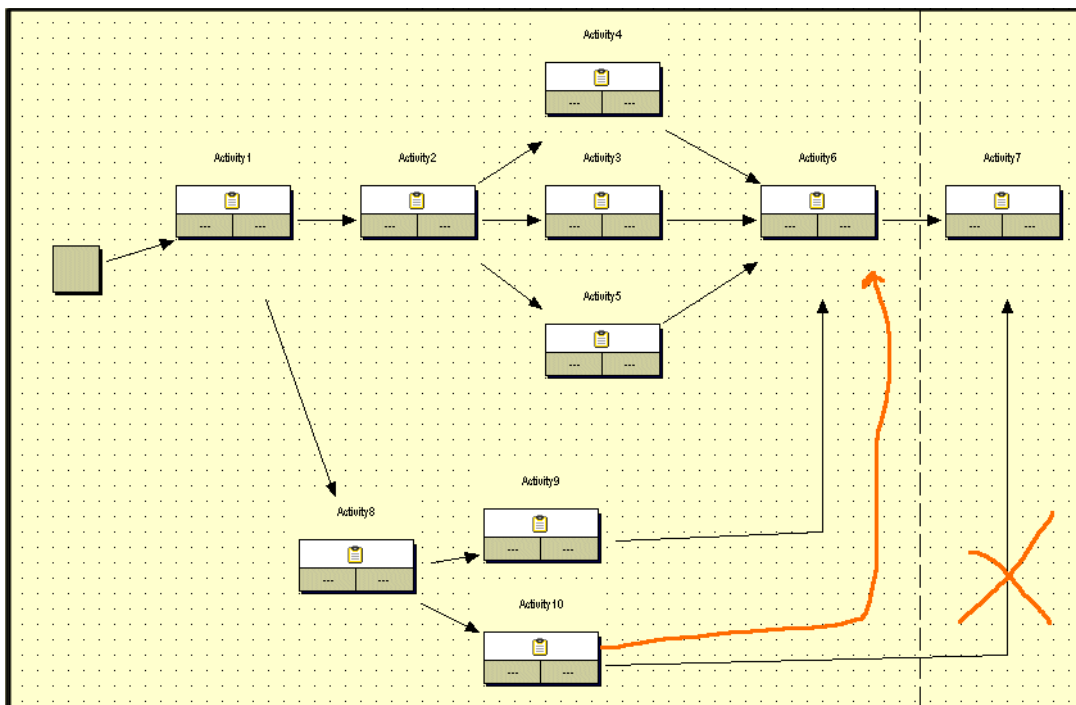 Activity4
--- ---
Activity1 Activity2 Activity3 Activity6 Activity7
--- --- --- --- --- --- --- --- --- ---
Activity5
--- ---
Activity9
Activity8
--- ---
--- ---
Activity10
--- ---